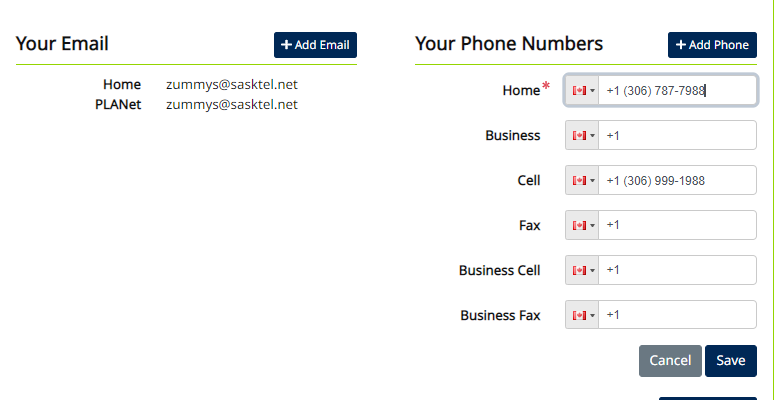 Your Email
+ Add Email
Home zummys@sasktel.net
PLANet zummys@sasktel.net
Your Phone Numbers
+ Add Phone
Home* +1 (306) 787-7988
Business +1
Cell +1 (306) 999-1988
Fax +1
Business Cell +1
Business Fax +1
Cancel Save